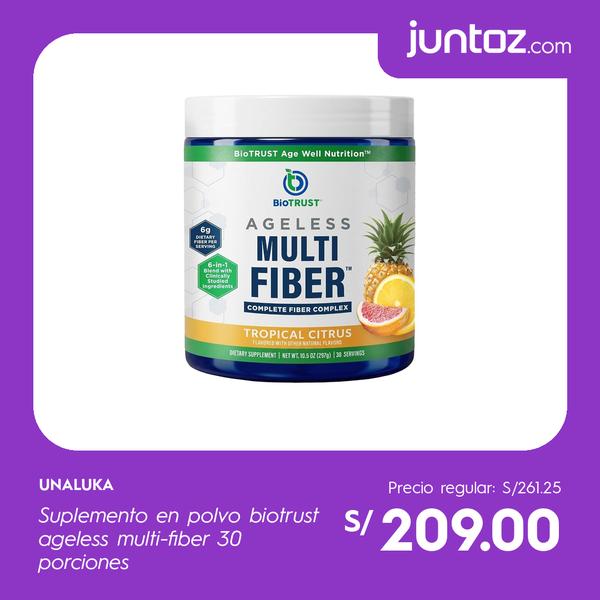 juntoz.com
BioTRUST Age Well Nutrition™
BioTRUST™
AGELESS
MULTI
FIBER™
COMPLETE FIBER COMPLEX
6g
DIETARY
FIBER PER
SERVING
6-in-1
Blend with
Clinically
Studied
Ingredients
TROPICAL CITRUS
FLAVORED WITH OTHER NATURAL FLAVORS
DIETARY SUPPLEMENT | NET WT. 10.5 OZ (297g) | 30 SERVINGS
UNALUKA
Suplemento en polvo biotrust
ageless multi-fiber 30
porciones
Precio regular: S/261.25
S/ 209.00